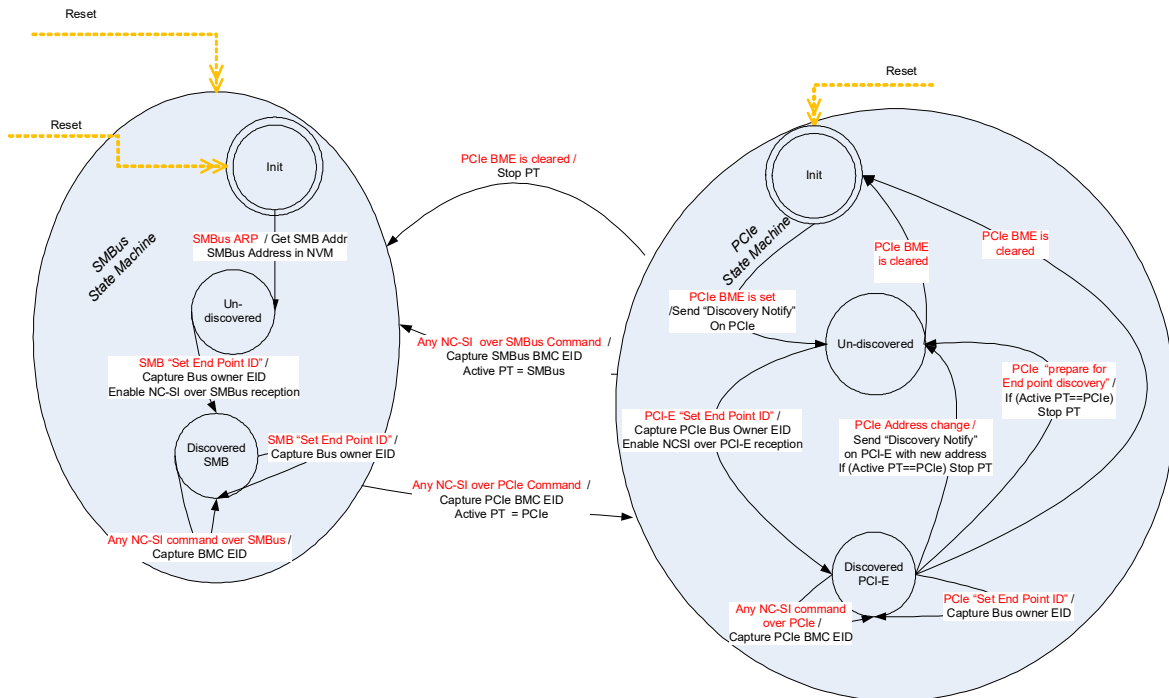 Reset
Reset
Init
SMBus
State Machine
SMBus ARP / Get SMB Addr
SMBus Address in NVM
Un-
discovered
SMB “Set End Point ID” /
Capture Bus owner EID
Enable NC-SI over SMBus reception
Discovered
SMB
SMB “Set End Point ID” /
Capture Bus owner EID
Any NC-SI command over SMBus /
Capture BMC EID
PCIe BME is cleared /
Stop PT
Any NC-SI over SMBus Command /
Capture SMBus BMC EID
Active PT = SMBus
Any NC-SI over PCIe Command /
Capture PCIe BMC EID
Active PT = PCIe
Reset
Init
PCIe
State Machine
PCIe BME
is cleared
PCIe BME is
cleared
PCIe BME is set
/Send “Discovery Notify”
On PCIe
Un-discovered
PCIe “prepare for
End point discovery” /
If (Active PT==PCIe)
Stop PT
PCI-E “Set End Point ID” /
Capture PCIe Bus Owner EID
Enable NCSI over PCI-E reception
PCIe Address change /
Send “Discovery Notify”
on PCI-E with new address
If (Active PT==PCIe) Stop PT
Discovered
PCI-E
Any NC-SI command
over PCIe /
Capture PCIe BMC EID
PCIe “Set End Point ID” /
Capture Bus owner EID